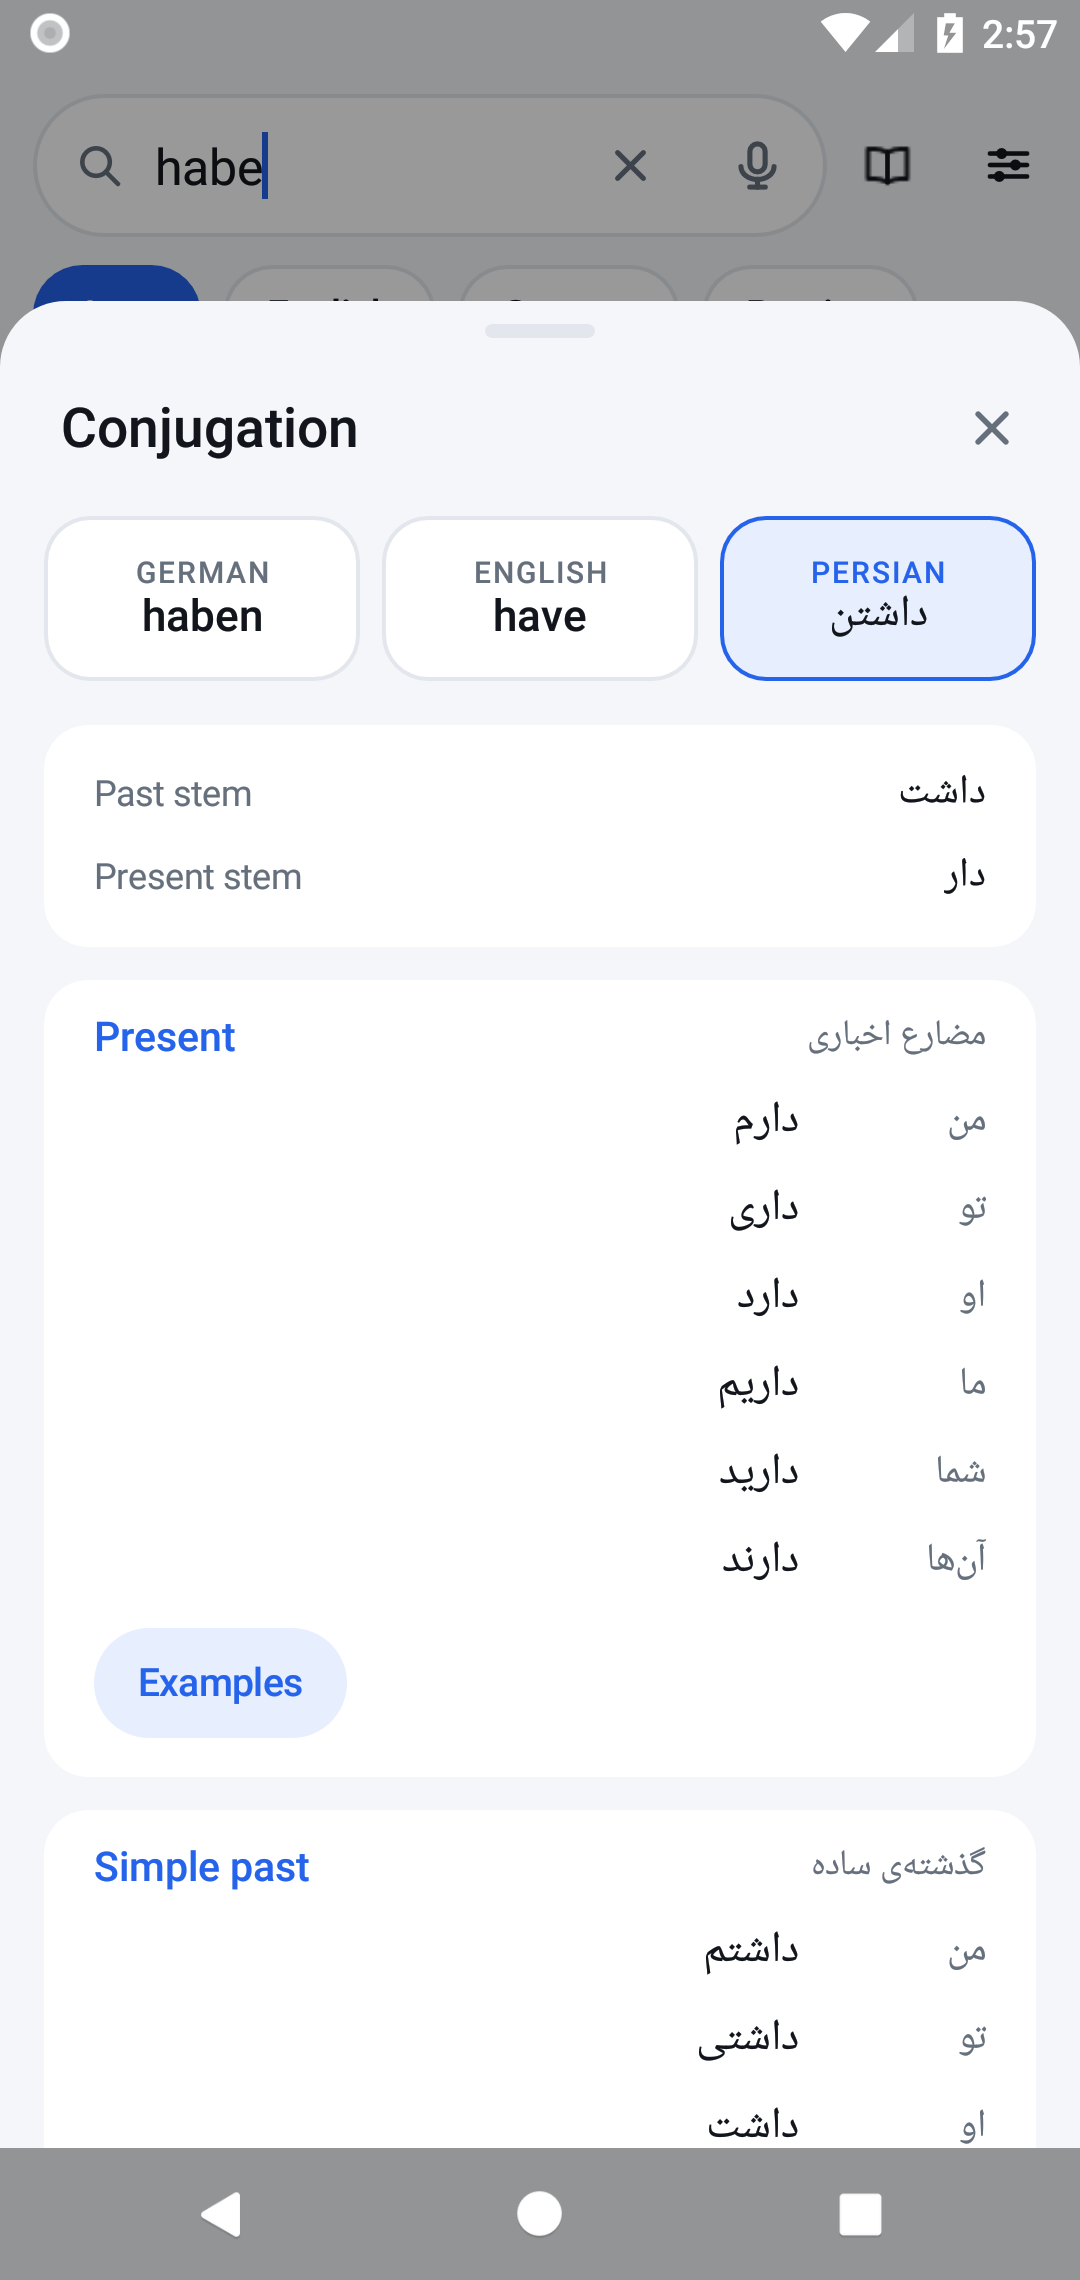 2:57
habe
Conjugation
GERMAN
haben
ENGLISH
have
PERSIAN
داشتن
Past stem داشت
Present stem دار
Present مضارع اخباری
من دارم
تو داری
او دارد
ما داریم
شما دارید
آن‌ها دارند
Examples
Simple past گذشته‌ی ساده
من داشتم
تو داشتی
او داشت